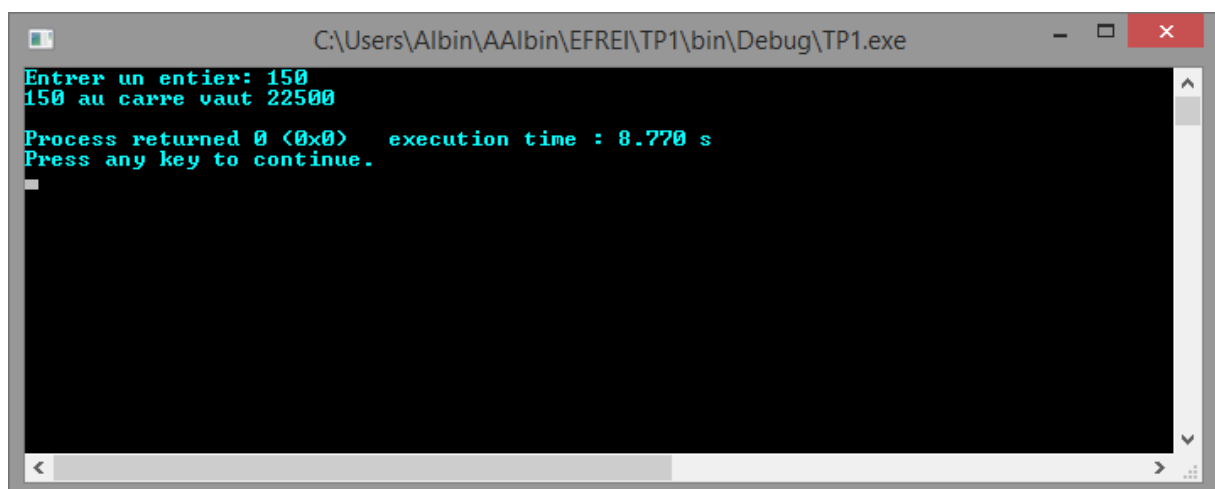 C:\Users\Albin\AAlbin\EFREI\TP1\bin\Debug\TP1.exe
Entrer un entier: 150
150 au carre vaut 22500
Process returned 0 (0x0)   execution time : 8.770 s
Press any key to continue.